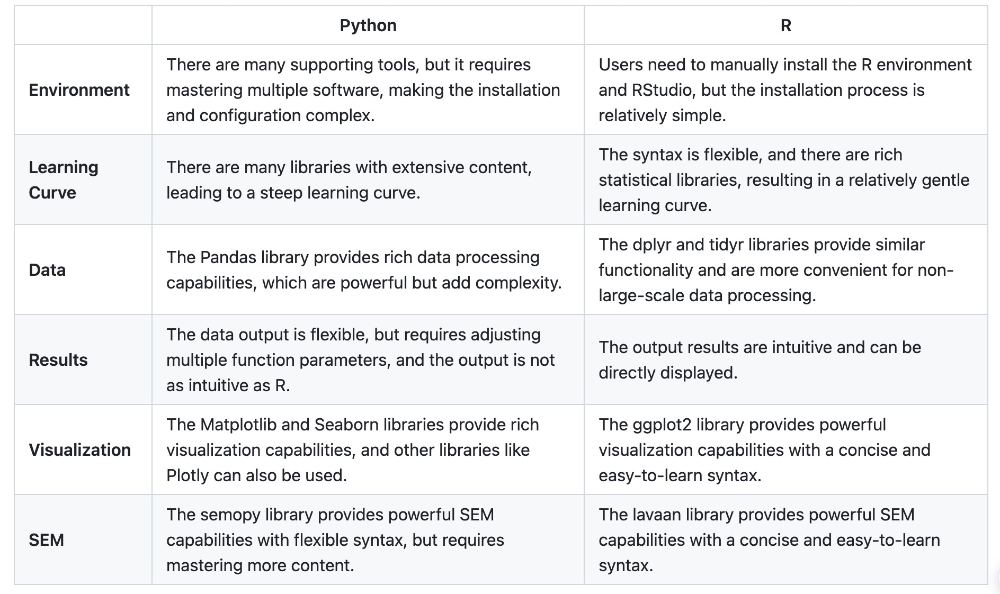 Python
R
Environment
There are many supporting tools, but it requires
mastering multiple software, making the installation
and configuration complex.
Users need to manually install the R environment
and RStudio, but the installation process is
relatively simple.
Learning
Curve
There are many libraries with extensive content,
leading to a steep learning curve.
The syntax is flexible, and there are rich
statistical libraries, resulting in a relatively gentle
learning curve.
Data
The Pandas library provides rich data processing
capabilities, which are powerful but add complexity.
The dplyr and tidyr libraries provide similar
functionality and are more convenient for non-
large-scale data processing.
Results
The data output is flexible, but requires adjusting
multiple function parameters, and the output is not
as intuitive as R.
The output results are intuitive and can be
directly displayed.
Visualization
The Matplotlib and Seaborn libraries provide rich
visualization capabilities, and other libraries like
Plotly can also be used.
The ggplot2 library provides powerful
visualization capabilities with a concise and
easy-to-learn syntax.
SEM
The semopy library provides powerful SEM
capabilities with flexible syntax, but requires
mastering more content.
The lavaan library provides powerful SEM
capabilities with a concise and easy-to-learn
syntax.